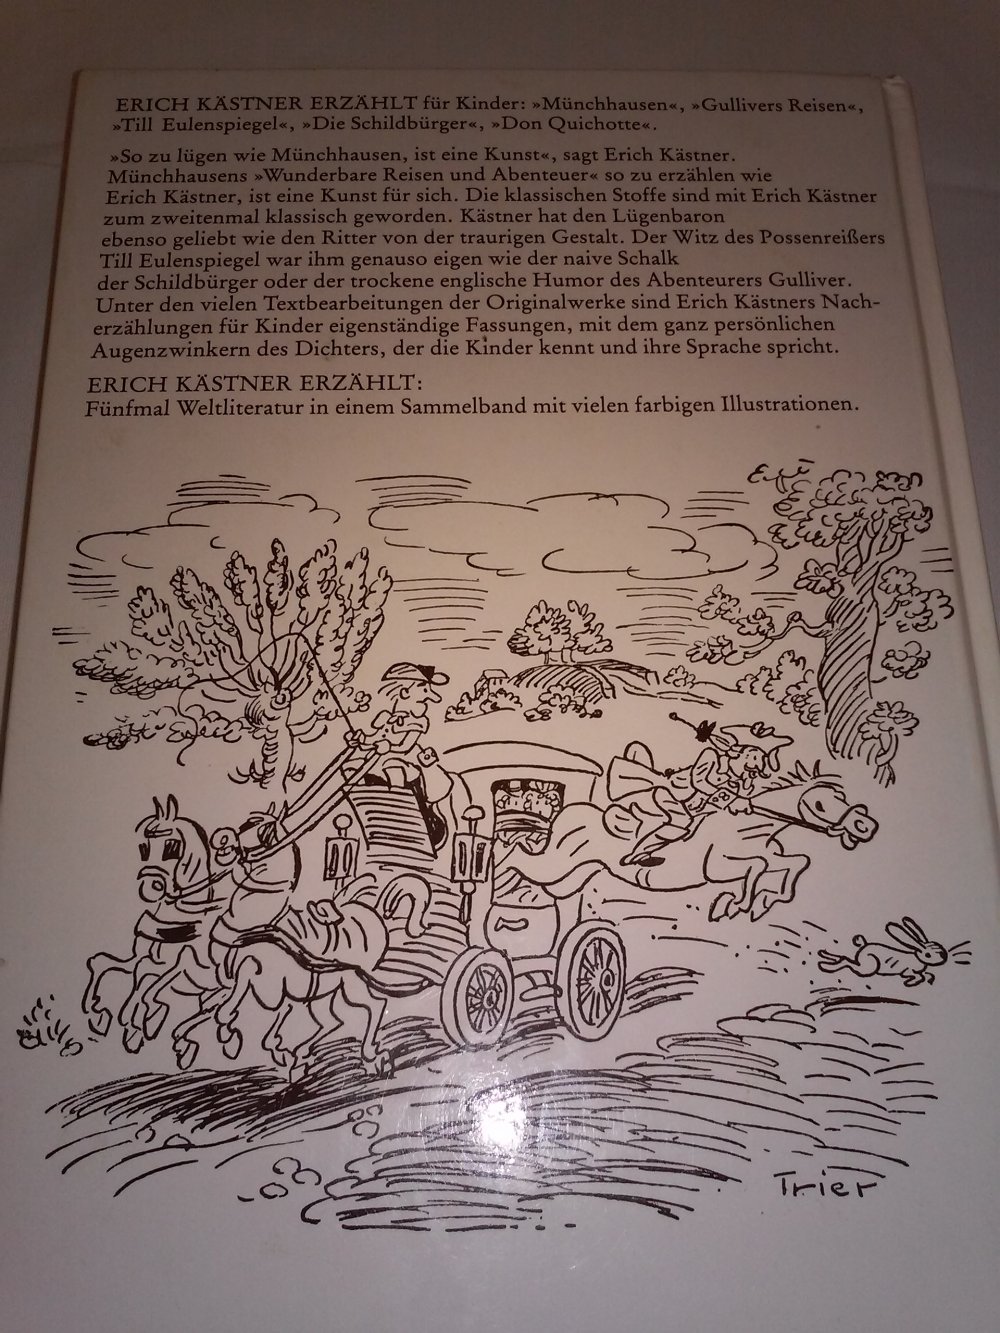 ERICH KÄSTNER ERZÄHLT für Kinder: »Münchhausen«, »Gullivers Reisen«,
»Till Eulenspiegel«, »Die Schildbürger«, »Don Quichotte«.
»So zu lügen wie Münchhausen, ist eine Kunst«, sagt Erich Kästner.
Münchhausens »Wunderbare Reisen und Abenteuer« so zu erzählen wie
Erich Kästner, ist eine Kunst für sich. Die klassischen Stoffe sind mit Erich Kästner
zum zweitenmal klassisch geworden. Kästner hat den Lügenbaron
ebenso geliebt wie den Ritter von der traurigen Gestalt. Der Witz des Possenreißers
Till Eulenspiegel war ihm genauso eigen wie der naive Schalk
der Schildbürger oder der trockene englische Humor des Abenteurers Gulliver.
Unter den vielen Textbearbeitungen der Originalwerke sind Erich Kästners Nach-
erzählungen für Kinder eigenständige Fassungen, mit dem ganz persönlichen
Augenzwinkern des Dichters, der die Kinder kennt und ihre Sprache spricht.
ERICH KÄSTNER ERZÄHLT:
Fünfmal Weltliteratur in einem Sammelband mit vielen farbigen Illustrationen.
Trier